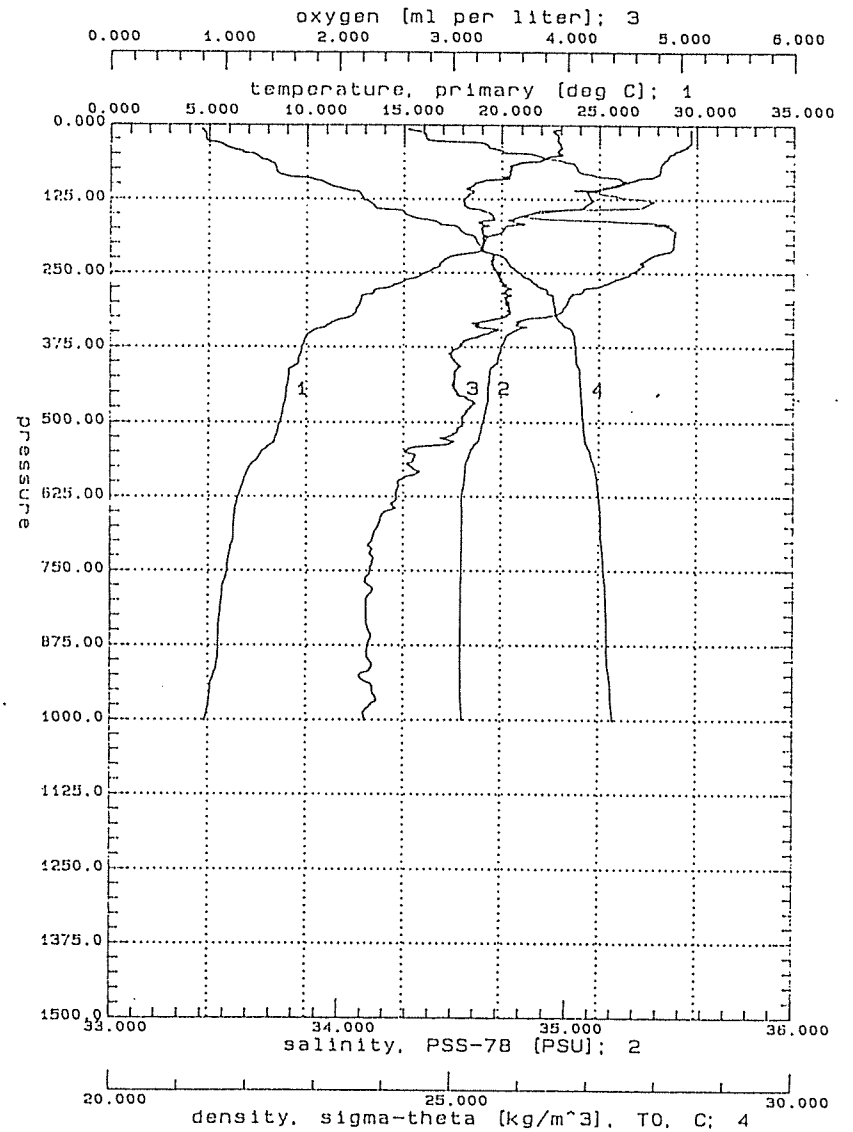 oxygen [ml per liter]; 3
0.000 1.000 2.000 3.000 4.000 5.000 6.000
temperature, primary [deg C]; 1
0.000 5.000 10.000 15.000 20.000 25.000 30.000 35.000
0.000
125.00
250.00
375.00
1 3 2 4
500.00
pressure
625.00
750.00
875.00
1000.0
1125.0
1250.0
1375.0
1500.0
33.000 34.000 35.000 36.000
salinity, PSS-78 [PSU]; 2
20.000 25.000 30.000
density, sigma-theta [kg/m^3], T0, C; 4